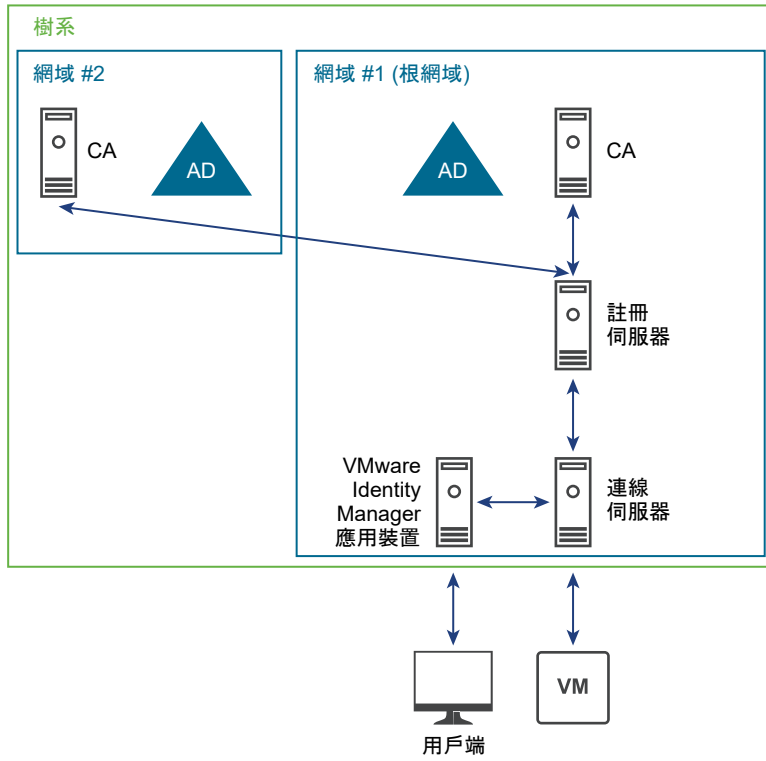 樹系
網域 #2
網域 #1 (根網域)
CA
AD
AD
CA
註冊
伺服器
VMware
Identity
Manager
應用裝置
連線
伺服器
VM
用戶端